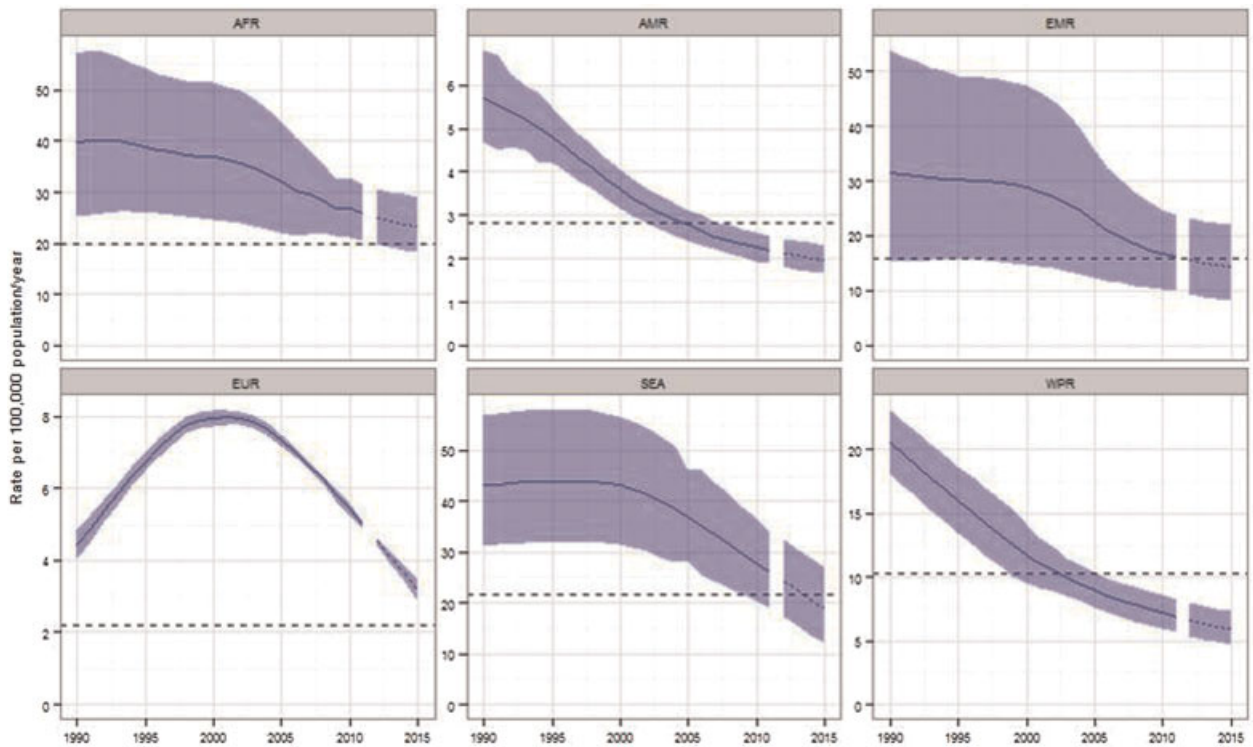 AFR AMR EMR
50 6 50
40 5 40
30 4 30
20 3 20
10 2 10
0 1 0
0
Rate per 100,000 population/year
EUR SEA WPR
8 50 20
6 40 15
4 30 10
2 20 5
0 10 0
0
1990 1995 2000 2005 2010 2015 1990 1995 2000 2005 2010 2015 1990 1995 2000 2005 2010 2015